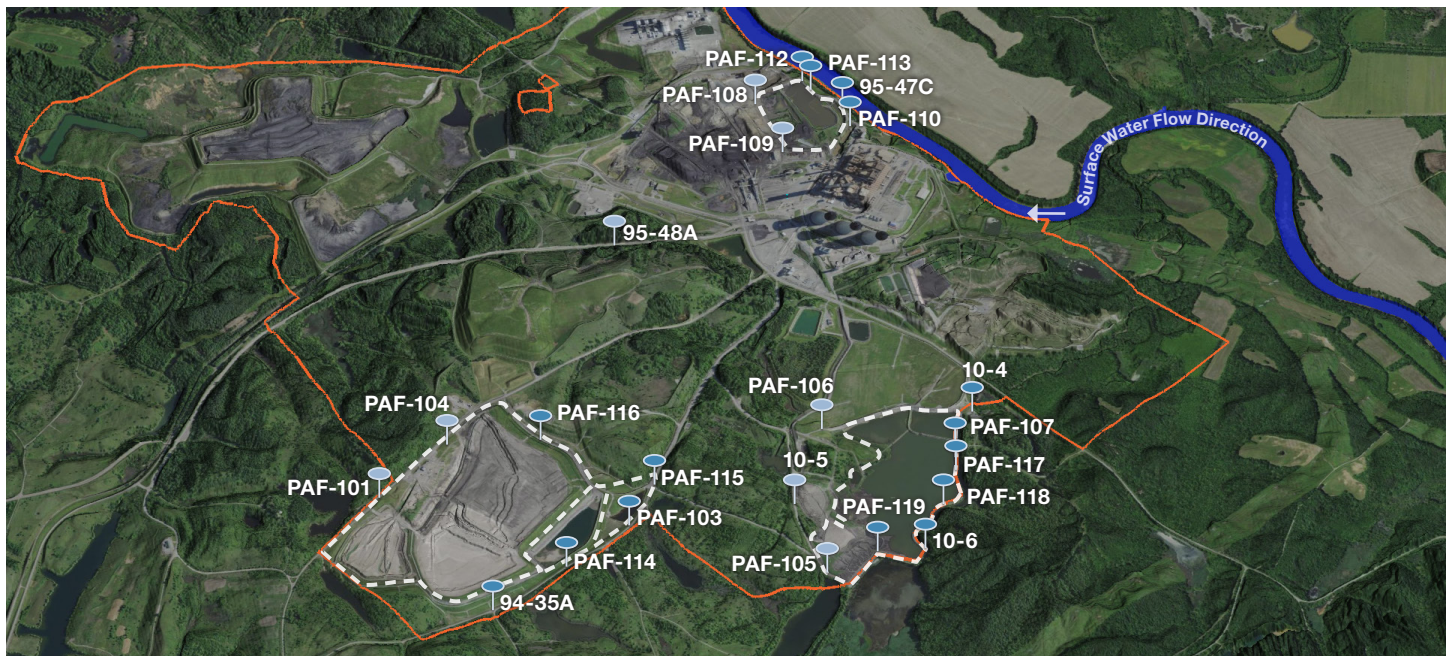 PAF-112
PAF-113
PAF-108
95-47C
PAF-110
PAF-109
Surface Water Flow Direction
95-48A
10-4
PAF-106
PAF-104
PAF-116
PAF-107
10-5
PAF-117
PAF-115
PAF-101
PAF-118
PAF-119
PAF-103
10-6
PAF-114
PAF-105
94-35A